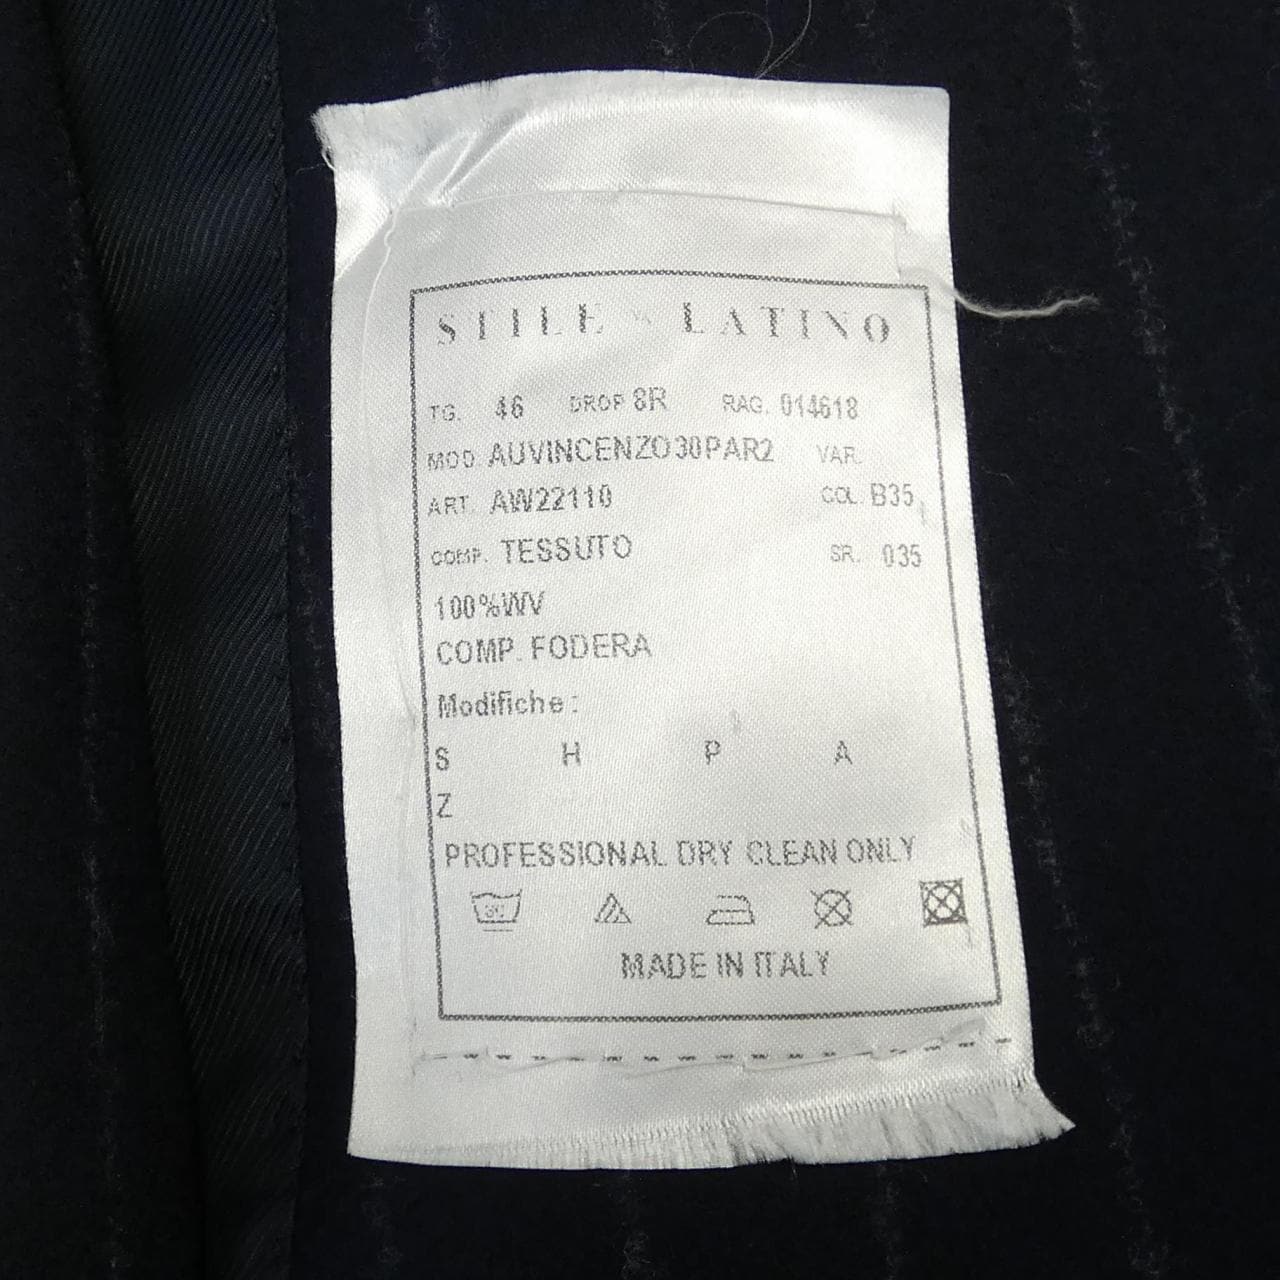 STILE LATINO
TG. 46 DROP 8R RAG. 014618
MOD. AUVINCENZO30PAR2 VAR.
ART. AW22110 COL. B35
COMP. TESSUTO SR. 035
100%WV
COMP. FODERA
Modifiche:
S H P A
Z
PROFESSIONAL DRY CLEAN ONLY
MADE IN ITALY